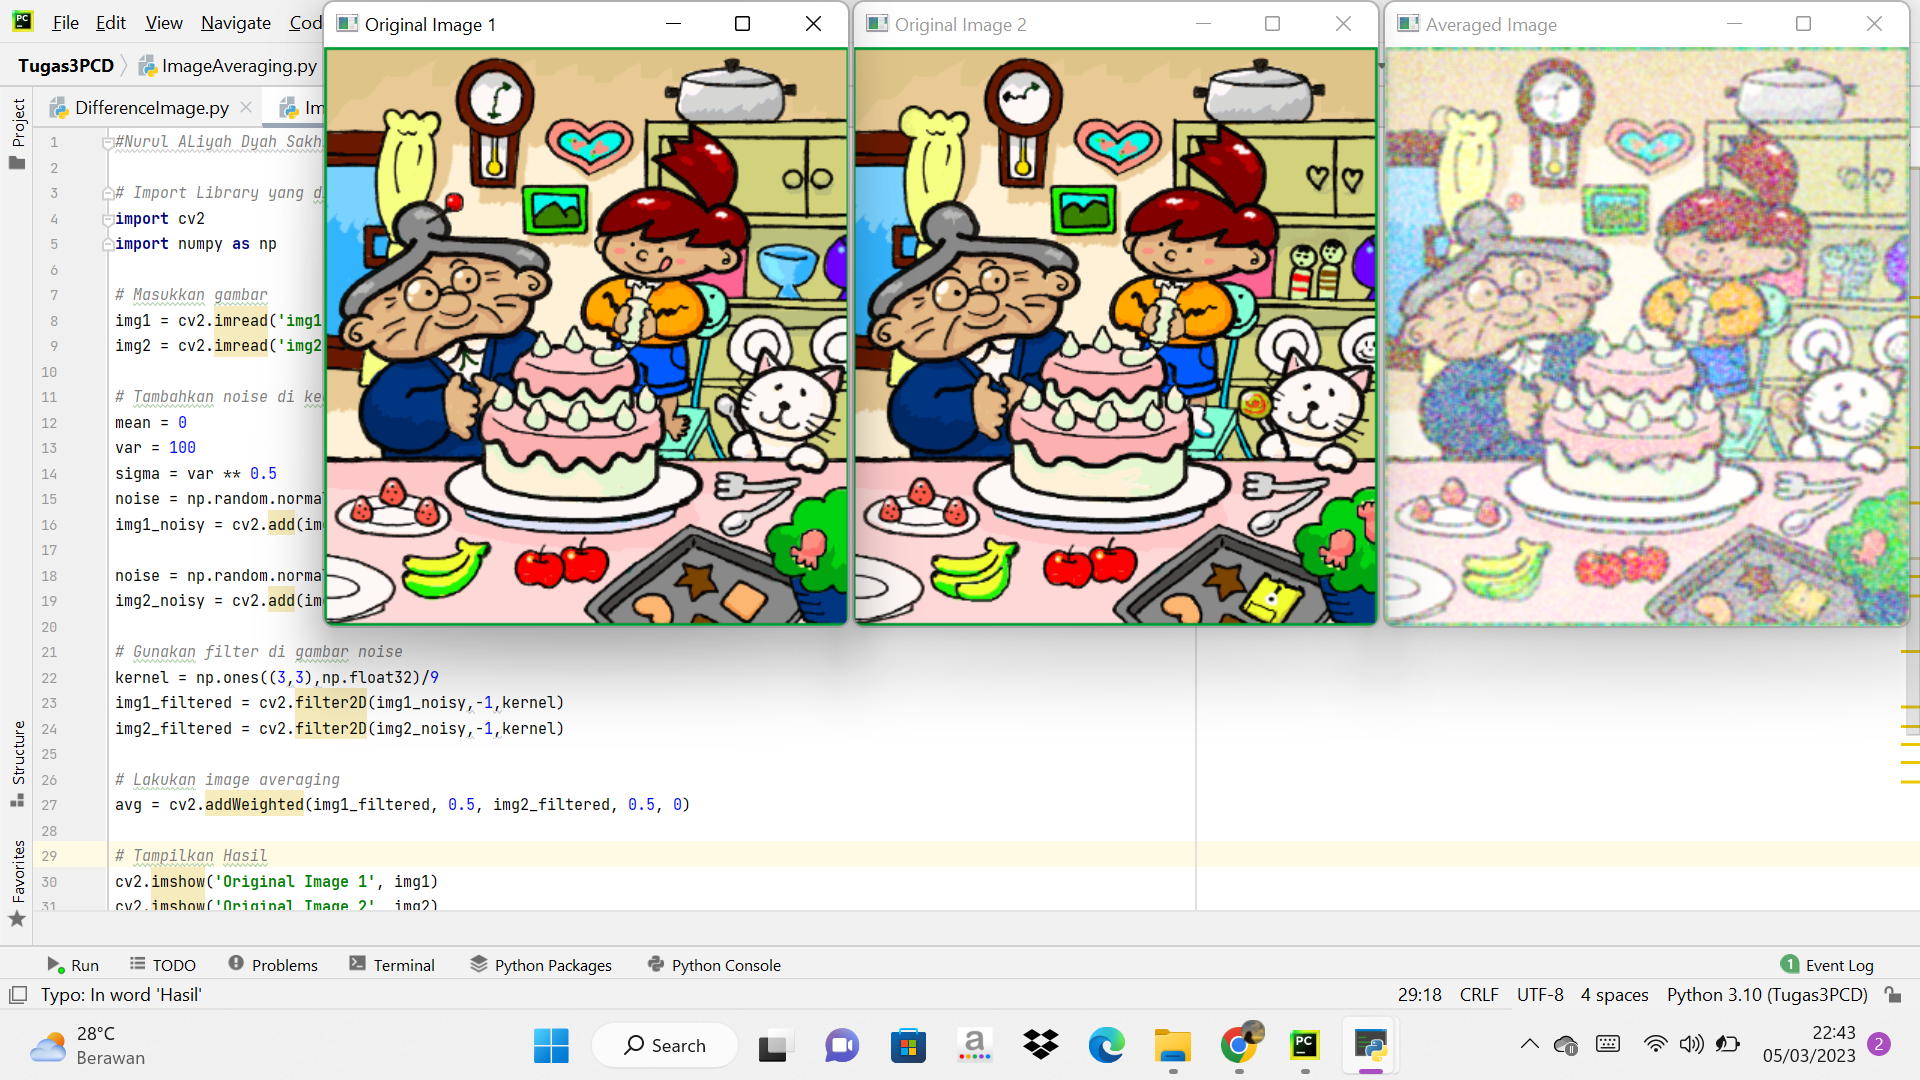 File Edit View Navigate Cod
Tugas3PCD ImageAveraging.py
DifferenceImage.py Im
Original Image 1
Original Image 2
Averaged Image
Project
Structure
Favorites
1 #Nurul ALiyah Dyah Sakh
2
3 # Import Library yang d
4 import cv2
5 import numpy as np
6
7 # Masukkan gambar
8 img1 = cv2.imread('img1
9 img2 = cv2.imread('img2
10
11 # Tambahkan noise di ke
12 mean = 0
13 var = 100
14 sigma = var ** 0.5
15 noise = np.random.normal
16 img1_noisy = cv2.add(im
17
18 noise = np.random.normal
19 img2_noisy = cv2.add(im
20
21 # Gunakan filter di gambar noise
22 kernel = np.ones((3,3),np.float32)/9
23 img1_filtered = cv2.filter2D(img1_noisy,-1,kernel)
24 img2_filtered = cv2.filter2D(img2_noisy,-1,kernel)
25
26 # Lakukan image averaging
27 avg = cv2.addWeighted(img1_filtered, 0.5, img2_filtered, 0.5, 0)
28
29 # Tampilkan Hasil
30 cv2.imshow('Original Image 1', img1)
31 cv2.imshow('Original Image 2', img2)
Run TODO Problems Terminal Python Packages Python Console 1 Event Log
Typo: In word 'Hasil' 29:18 CRLF UTF-8 4 spaces Python 3.10 (Tugas3PCD)
28°C
Berawan
Search
22:43
05/03/2023
2